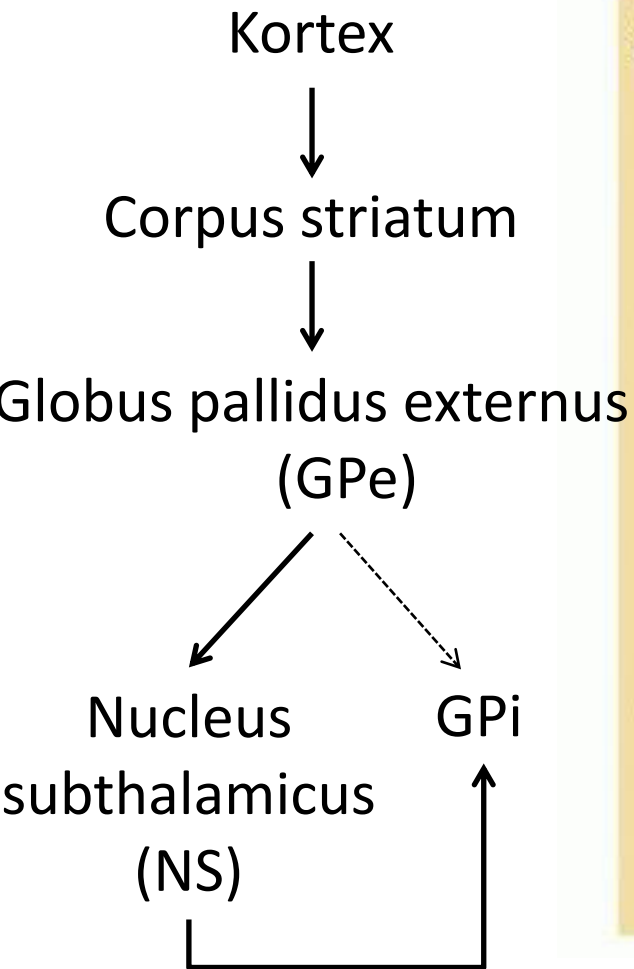 Kortex
Corpus striatum
Globus pallidus externus
(GPe)
Nucleus
subthalamicus
(NS)
GPi